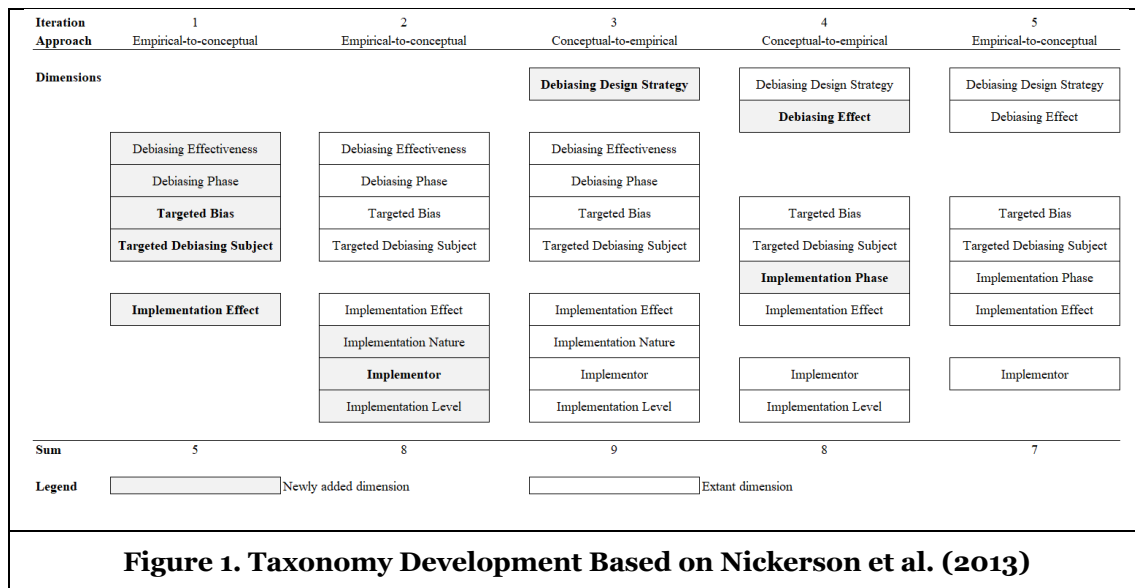 Iteration 1 2 3 4 5
Approach Empirical-to-conceptual Empirical-to-conceptual Conceptual-to-empirical Conceptual-to-empirical Empirical-to-conceptual
Dimensions Debiasing Design Strategy Debiasing Design Strategy Debiasing Design Strategy
Debiasing Effect Debiasing Effect
Debiasing Effectiveness Debiasing Effectiveness Debiasing Effectiveness
Debiasing Phase Debiasing Phase Debiasing Phase
Targeted Bias Targeted Bias Targeted Bias Targeted Bias Targeted Bias
Targeted Debiasing Subject Targeted Debiasing Subject Targeted Debiasing Subject Targeted Debiasing Subject Targeted Debiasing Subject
Implementation Phase Implementation Phase
Implementation Effect Implementation Effect Implementation Effect Implementation Effect Implementation Effect
Implementation Nature Implementation Nature
Implementor Implementor Implementor Implementor
Implementation Level Implementation Level Implementation Level
Sum 5 8 9 8 7
Legend Newly added dimension Extant dimension
Figure 1. Taxonomy Development Based on Nickerson et al. (2013)